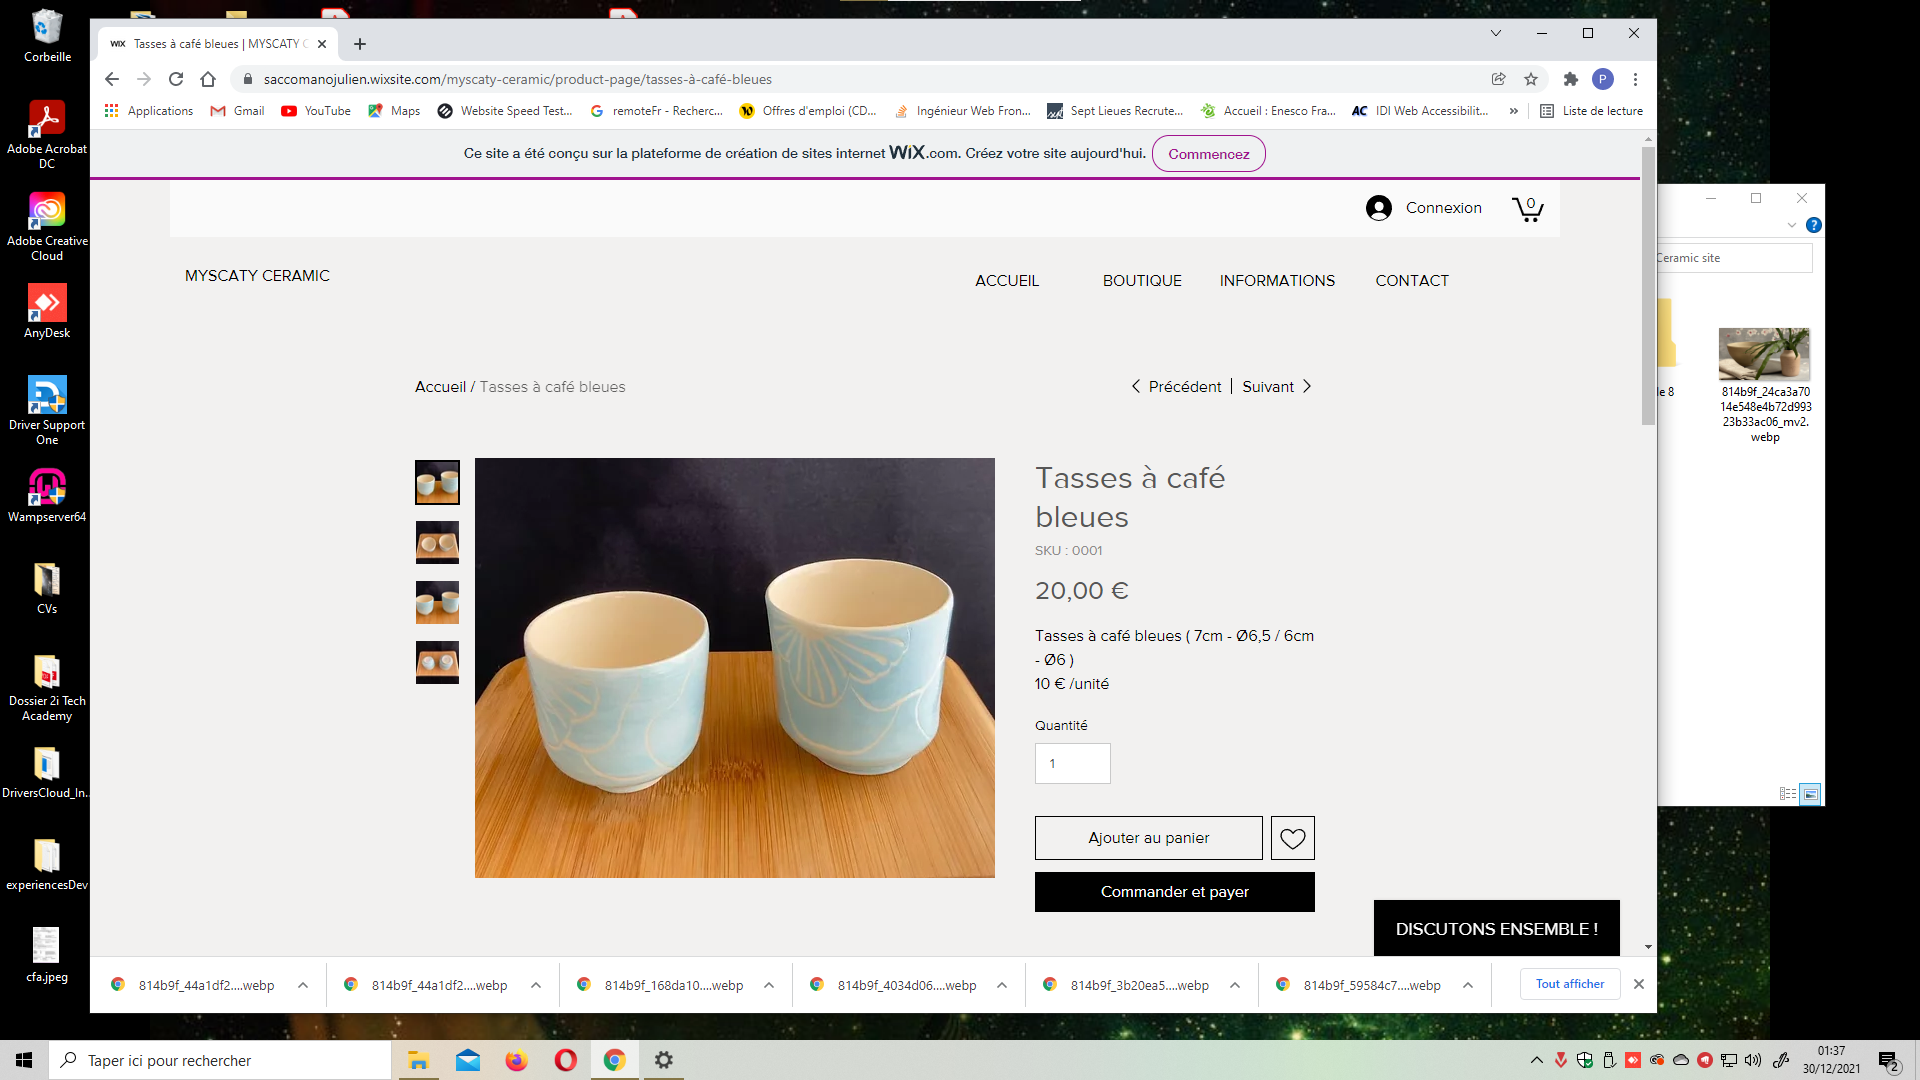 Corbeille
Adobe Acrobat
DC
Adobe Creative
Cloud
AnyDesk
Driver Support
One
Wampserver64
CVs
Dossier 2i Tech
Academy
DriversCloud_In...
experiencesDev
cfa.jpeg
WIX Tasses à café bleues | MYSCATY C
saccomanojulien.wixsite.com/myscaty-ceramic/product-page/tasses-à-café-bleues
P
Applications Gmail YouTube Maps Website Speed Test... remoteFr - Recherc... Offres d'emploi (CD... Ingénieur Web Fron... Sept Lieues Recrute... Accueil : Enesco Fra... AC IDI Web Accessibilit... » Liste de lecture
Ce site a été conçu sur la plateforme de création de sites internet WiX.com. Créez votre site aujourd'hui. Commencez
Connexion 0
MYSCATY CERAMIC
ACCUEIL BOUTIQUE INFORMATIONS CONTACT
Accueil / Tasses à café bleues
Précédent | Suivant
Tasses à café
bleues
SKU : 0001
20,00 €
Tasses à café bleues ( 7cm - Ø6,5 / 6cm
- Ø6 )
10 € /unité
Quantité
1
Ajouter au panier
Commander et payer
DISCUTONS ENSEMBLE !
814b9f_44a1df2....webp
814b9f_44a1df2....webp
814b9f_168da10....webp
814b9f_4034d06....webp
814b9f_3b20ea5....webp
814b9f_59584c7....webp
Tout afficher
?
Ceramic site
le 8
814b9f_24ca3a70
14e548e4b72d993
23b33ac06_mv2.
webp
Taper ici pour rechercher
01:37
30/12/2021
2